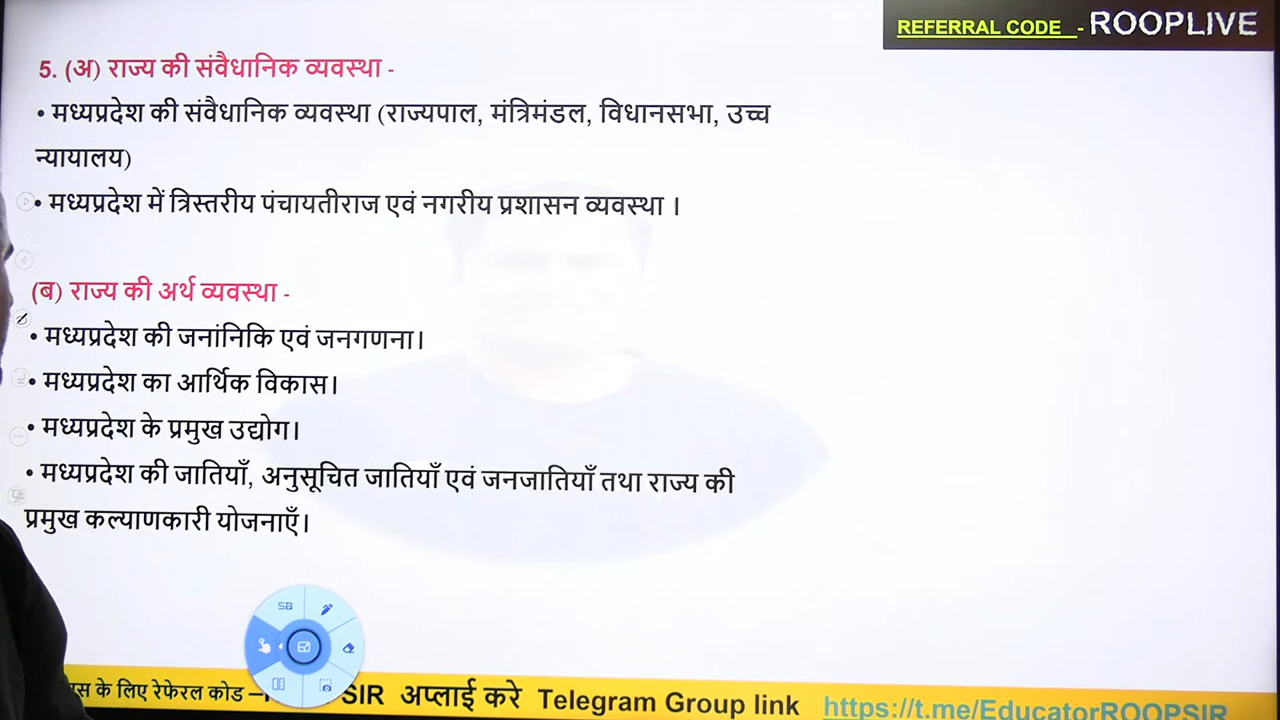 REFERRAL CODE - ROOPLIVE
5. (अ) राज्य की संवैधानिक व्यवस्था -
• मध्यप्रदेश की संवैधानिक व्यवस्था (राज्यपाल, मंत्रिमंडल, विधानसभा, उच्च
न्यायालय)
• मध्यप्रदेश में त्रिस्तरीय पंचायतीराज एवं नगरीय प्रशासन व्यवस्था ।
(ब) राज्य की अर्थ व्यवस्था -
• मध्यप्रदेश की जनांनिकि एवं जनगणना।
• मध्यप्रदेश का आर्थिक विकास।
• मध्यप्रदेश के प्रमुख उद्योग।
• मध्यप्रदेश की जातियाँ, अनुसूचित जातियाँ एवं जनजातियाँ तथा राज्य की
प्रमुख कल्याणकारी योजनाएँ।
के लिए रेफेरल कोड – SIR अप्लाई करे Telegram Group link https://t.me/EducatorROOPSIR